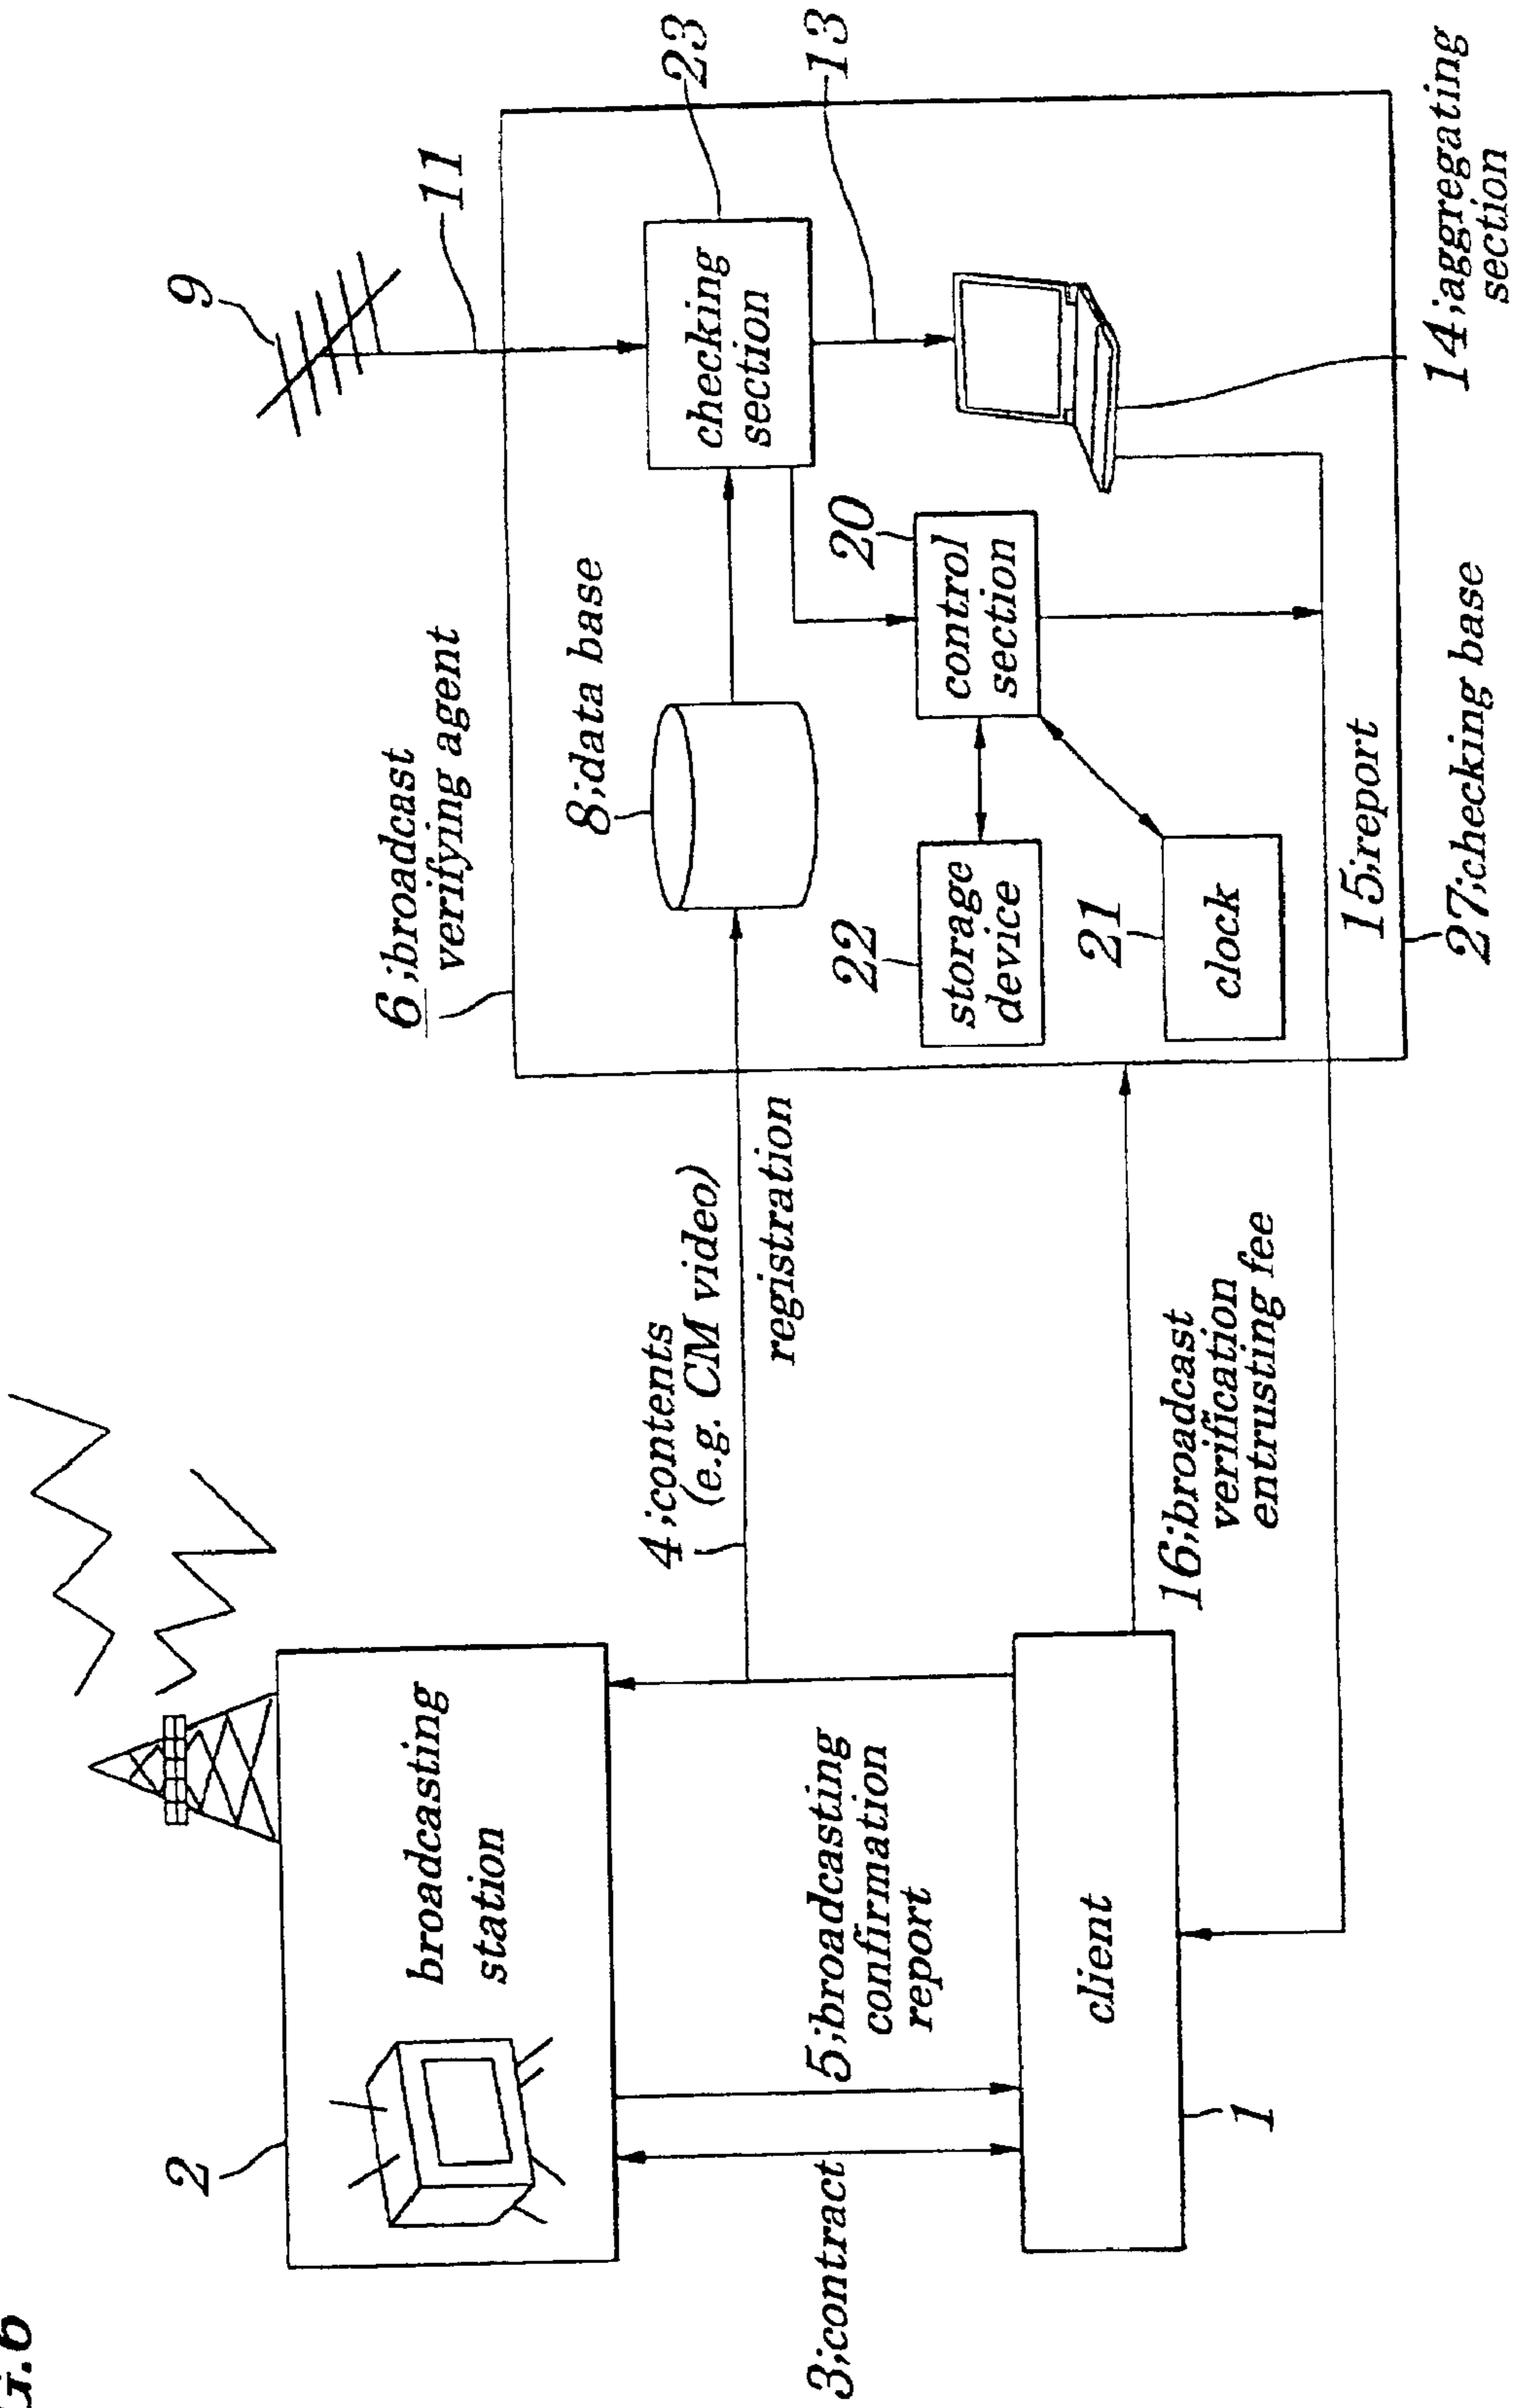 G.6
2
broadcasting
station
3;contract
5;broadcasting
confirmation
report
client
1
4;contents
(e.g. CM video)
registration
16;broadcast
verification
entrusting fee
6;broadcast
verifying agent
9
11
8;data base
checking
section
23
13
20
control
section
22
storage
device
21
clock
15;report
14;aggregating
section
27;checking base